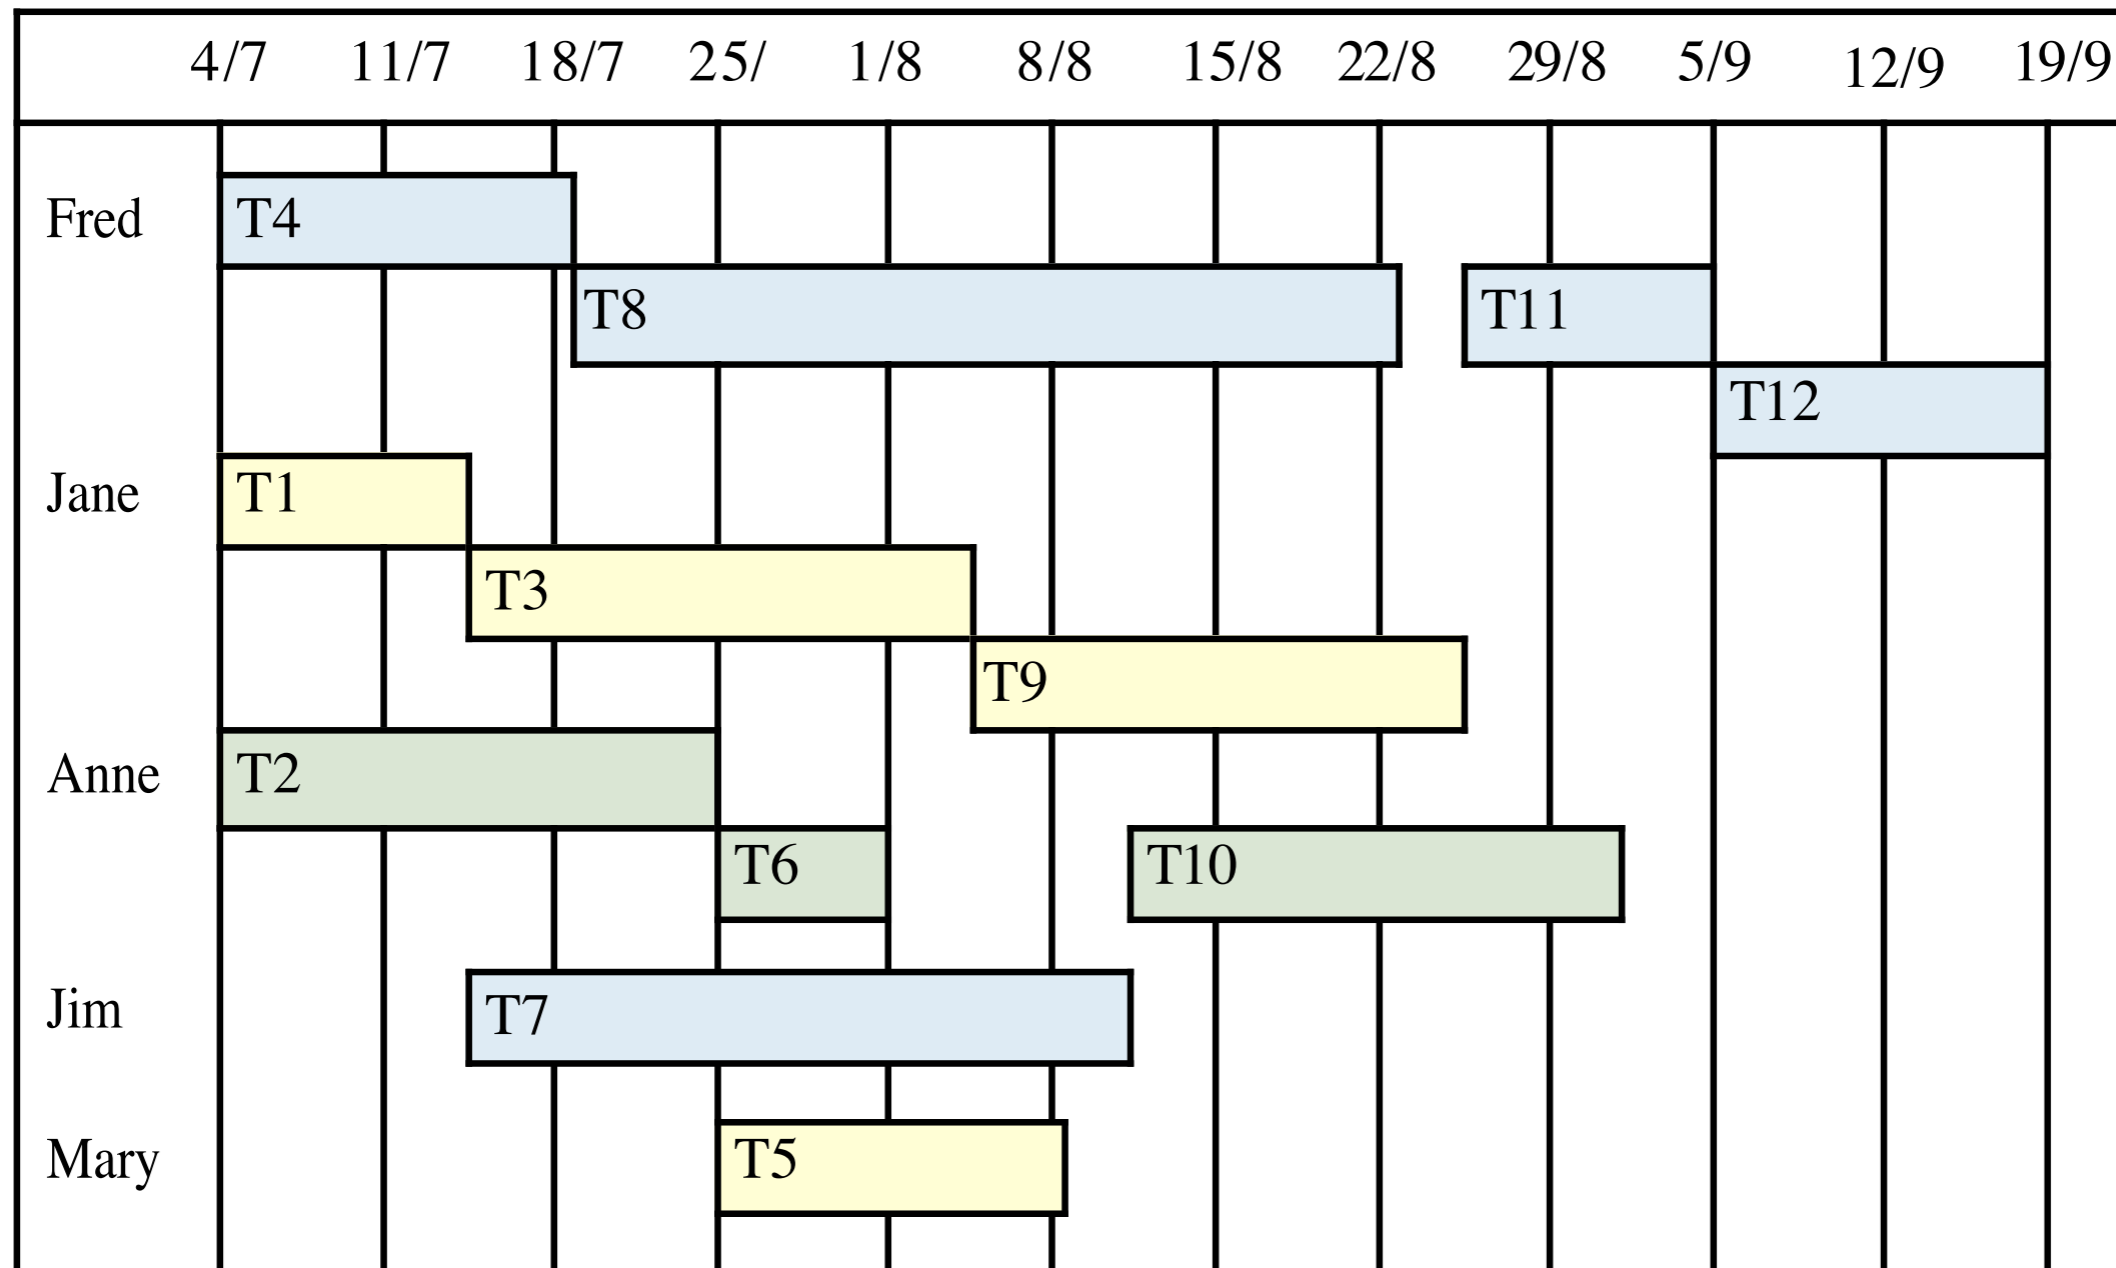 4/7 11/7 18/7 25/ 1/8 8/8 15/8 22/8 29/8 5/9 12/9 19/9
Fred T4
T8 T11
T12
Jane T1
T3
T9
Anne T2
T6 T10
Jim T7
Mary T5